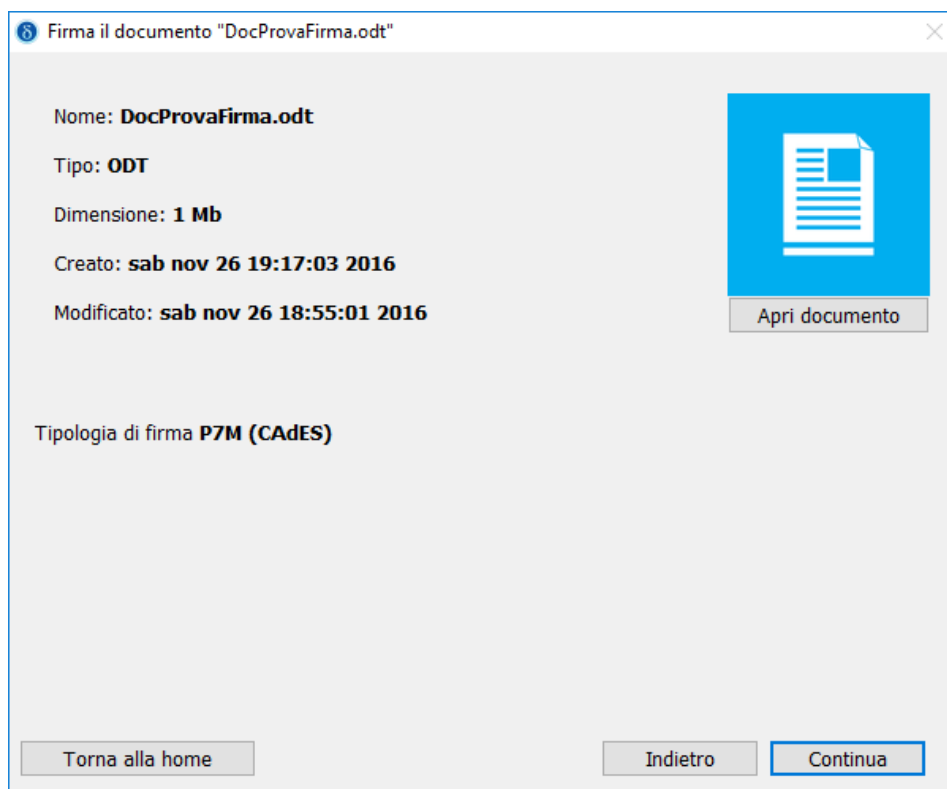 Firma il documento "DocProvaFirma.odt"
Nome: DocProvaFirma.odt
Tipo: ODT
Dimensione: 1 Mb
Creato: sab nov 26 19:17:03 2016
Modificato: sab nov 26 18:55:01 2016
Apri documento
Tipologia di firma P7M (CAdES)
Torna alla home
Indietro
Continua